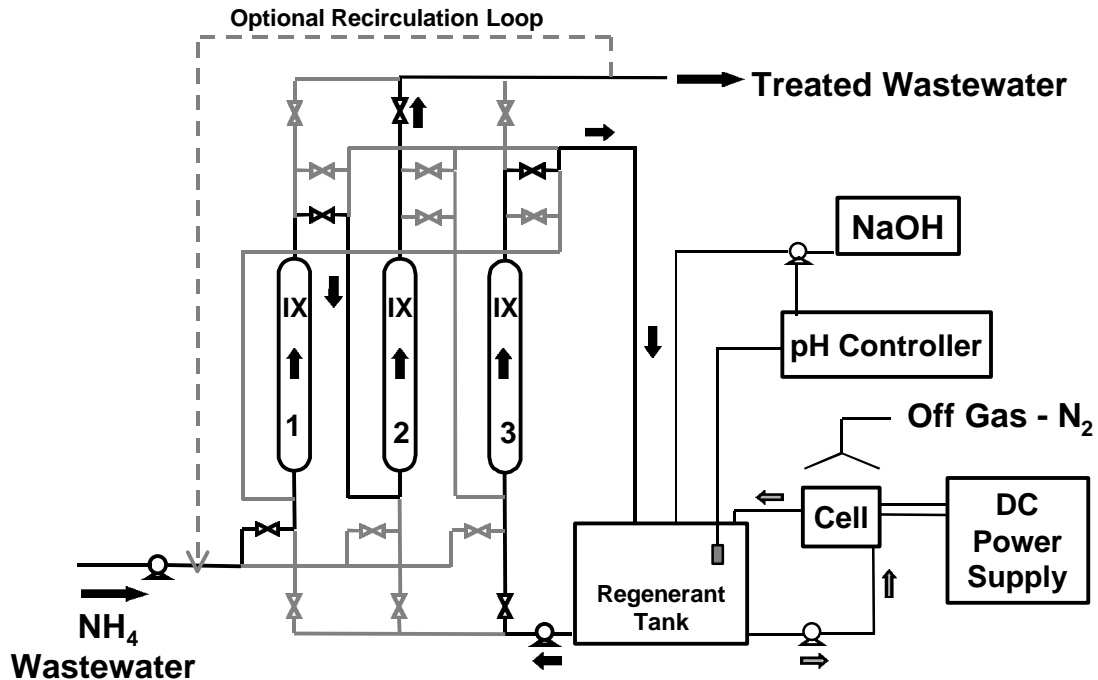 Optional Recirculation Loop
Treated Wastewater
NaOH
pH Controller
IX
IX
IX
1
2
3
Off Gas - N₂
Cell
DC
Power
Supply
Regenerant
Tank
NH₄
Wastewater